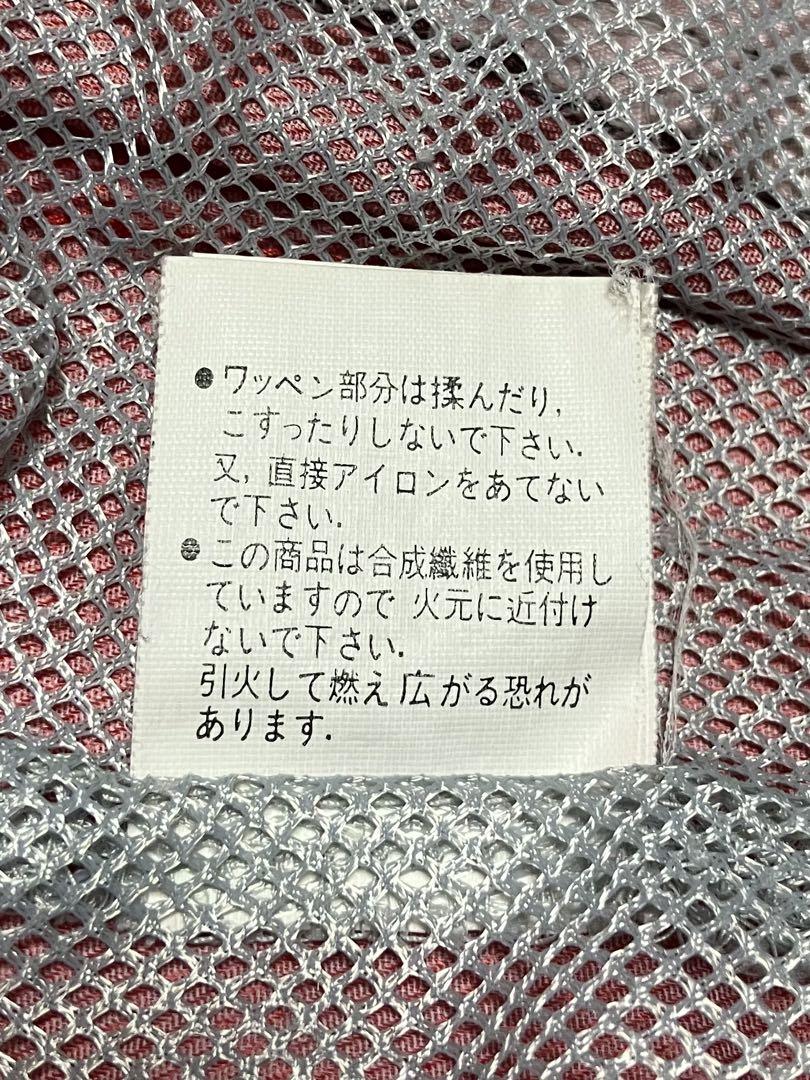 ●ワッペン部分は揉んだり,
こすったりしないで下さい.
又,直接アイロンをあてない
で下さい.
●この商品は合成繊維を使用し
ていますので 火元に近付け
ないで下さい.
引火して燃え広がる恐れが
あります.